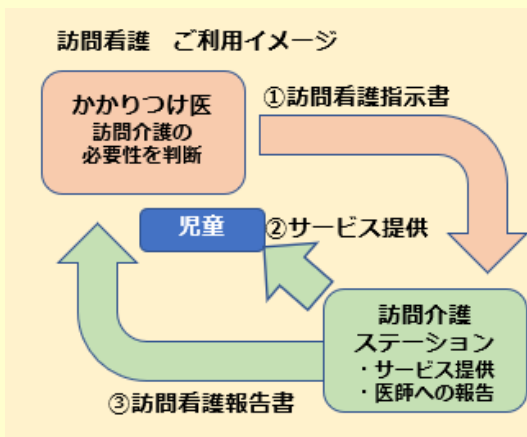 訪問看護　ご利用イメージ
かかりつけ医
訪問介護の
必要性を判断
①訪問看護指示書
児童
②サービス提供
訪問介護
ステーション
・サービス提供
・医師への報告
③訪問看護報告書